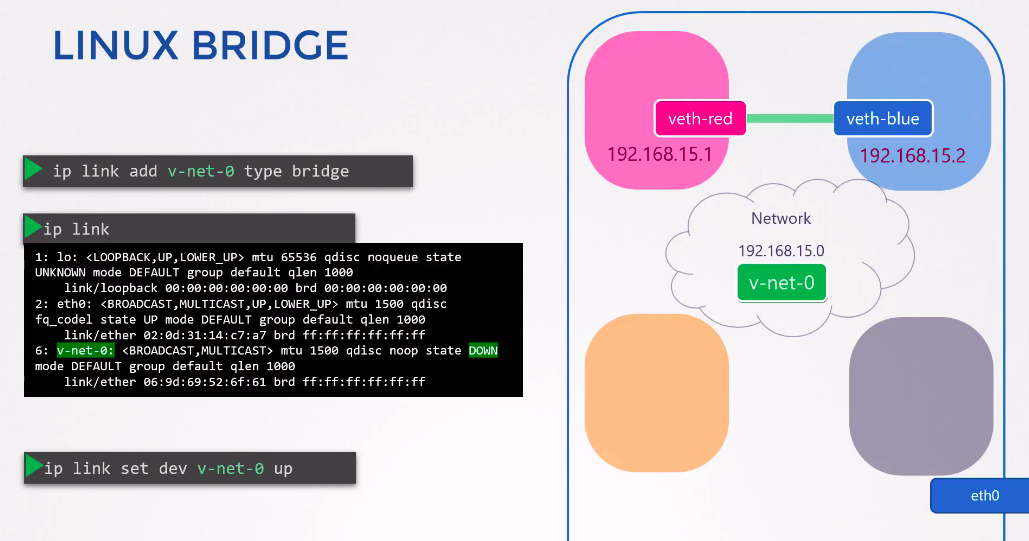 LINUX BRIDGE
ip link add v-net-0 type bridge
ip link
1: lo: <LOOPBACK,UP,LOWER_UP> mtu 65536 qdisc noqueue state
UNKNOWN mode DEFAULT group default qlen 1000
link/loopback 00:00:00:00:00:00 brd 00:00:00:00:00:00
2: eth0: <BROADCAST,MULTICAST,UP,LOWER_UP> mtu 1500 qdisc
fq_codel state UP mode DEFAULT group default qlen 1000
link/ether 02:0d:31:14:c7:a7 brd ff:ff:ff:ff:ff:ff
6: v-net-0: <BROADCAST,MULTICAST> mtu 1500 qdisc noop state DOWN
mode DEFAULT group default qlen 1000
link/ether 06:9d:69:52:6f:61 brd ff:ff:ff:ff:ff:ff
ip link set dev v-net-0 up
veth-red
veth-blue
192.168.15.1
192.168.15.2
Network
192.168.15.0
v-net-0
eth0